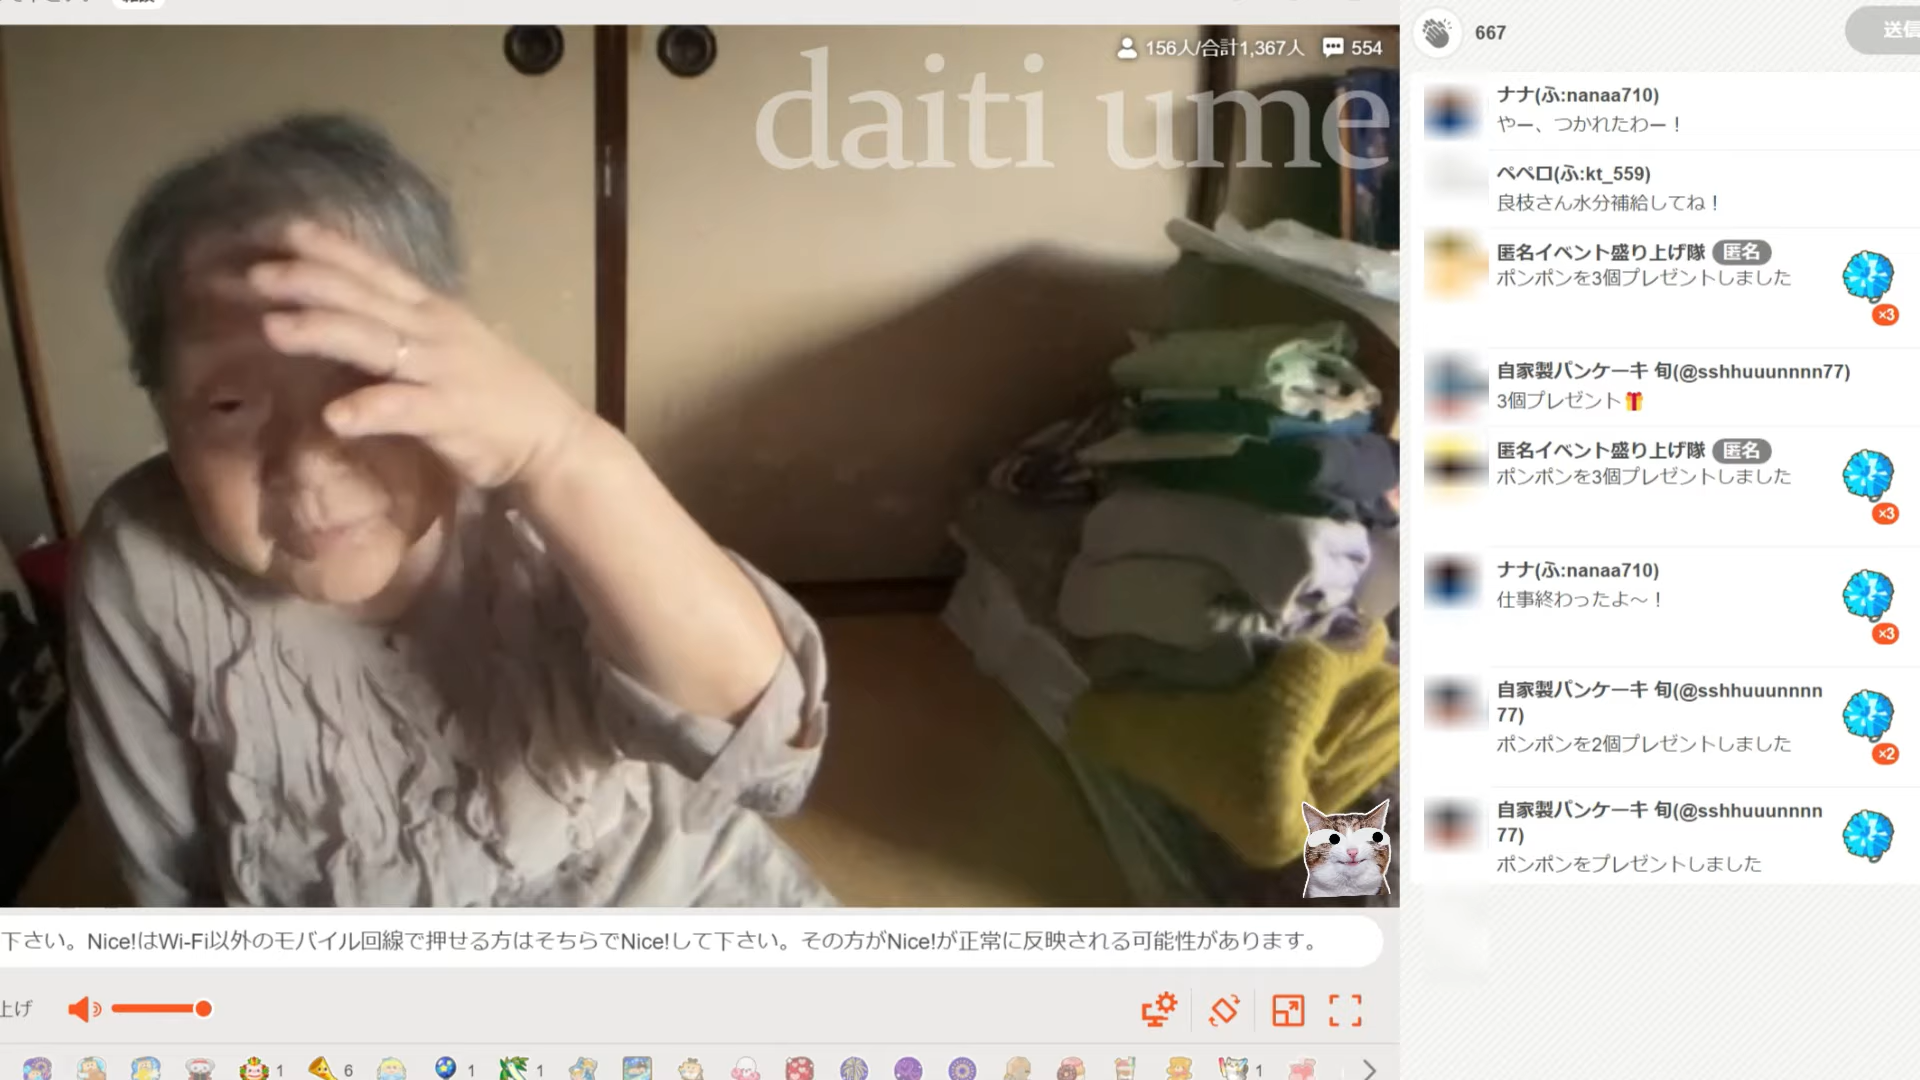 156人/合計1,367人 554
daiti ume
下さい。Nice!はWi-Fi以外のモバイル回線で押せる方はそちらでNice!して下さい。その方がNice!が正常に反映される可能性があります。
上げ
1
6
1
1
1
667
送信
ナナ(ふ:nanaa710)
やー、つかれたわー！
ペペロ(ふ:kt_559)
良枝さん水分補給してね！
匿名イベント盛り上げ隊 匿名
ポンポンを3個プレゼントしました
×3
自家製パンケーキ 旬(@sshhuuunnnn77)
3個プレゼント🎁
匿名イベント盛り上げ隊 匿名
ポンポンを3個プレゼントしました
×3
ナナ(ふ:nanaa710)
仕事終わったよ〜！
×3
自家製パンケーキ 旬(@sshhuuunnnn
77)
ポンポンを2個プレゼントしました
×2
自家製パンケーキ 旬(@sshhuuunnnn
77)
ポンポンをプレゼントしました